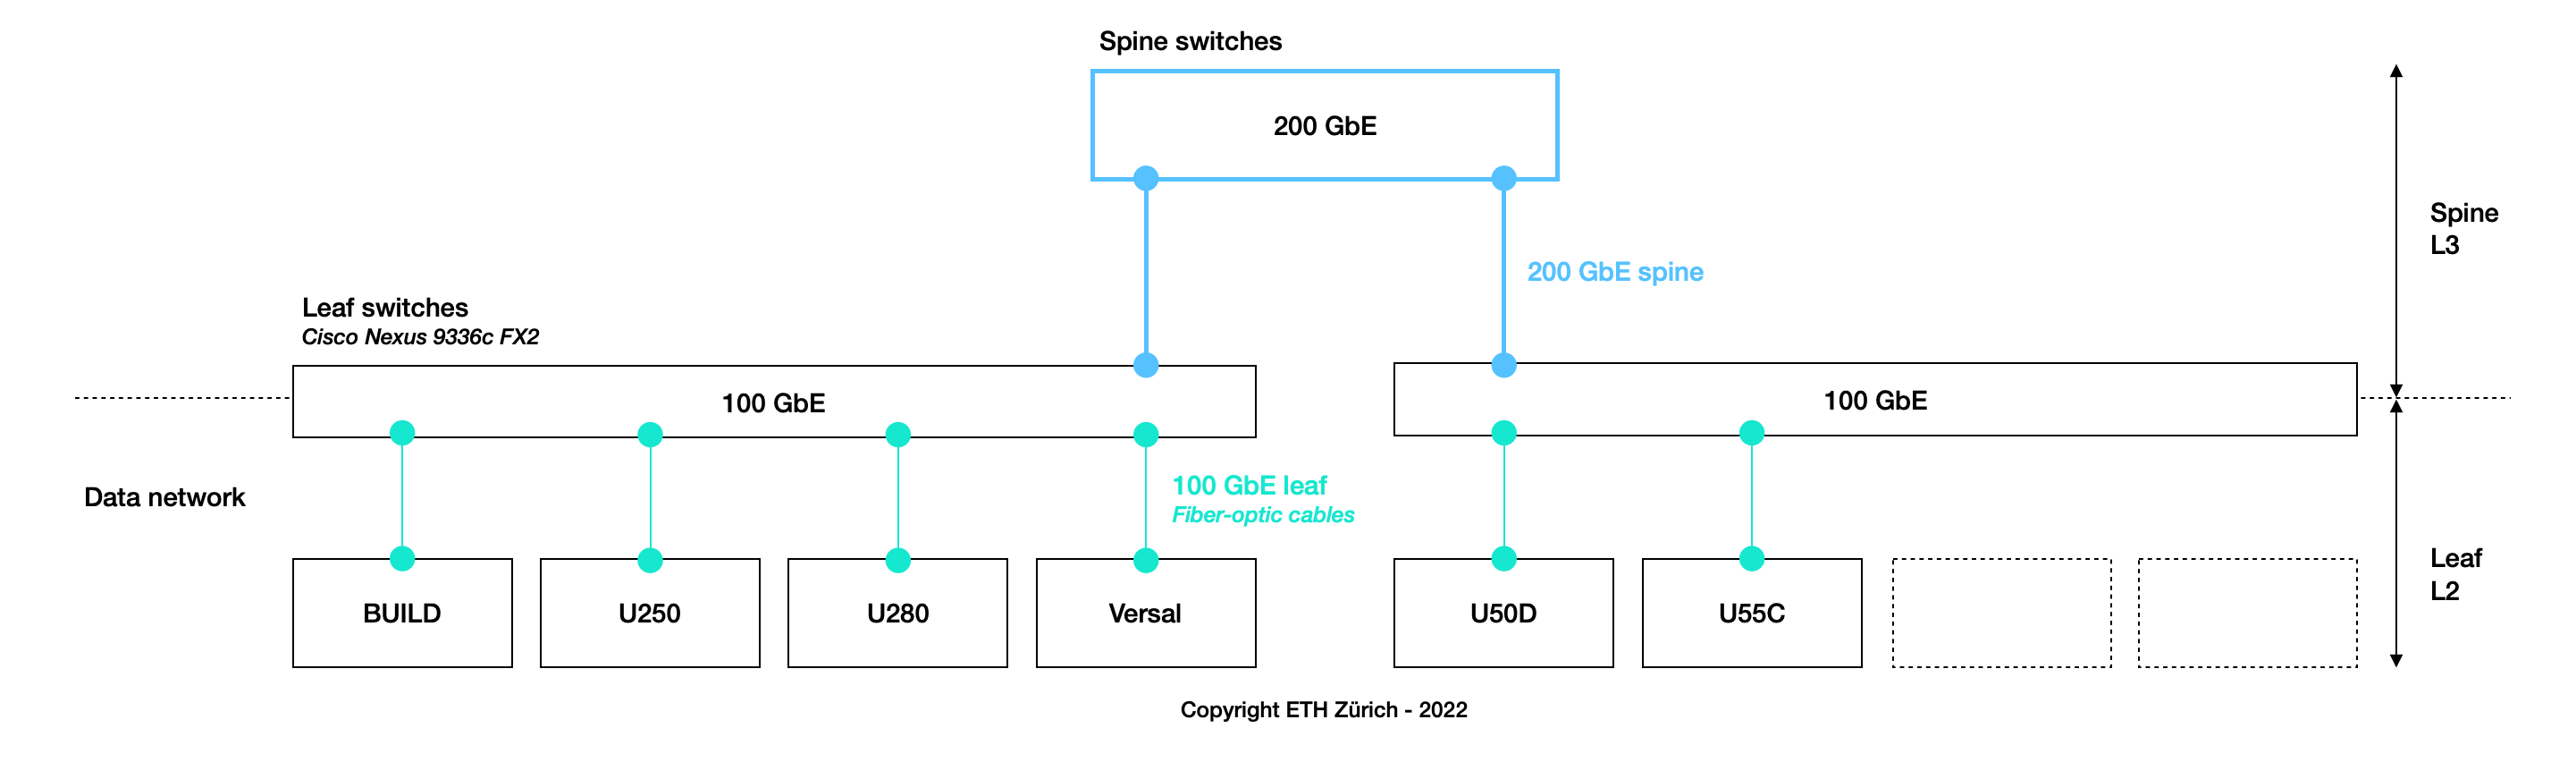 Spine switches
200 GbE
Spine
L3
200 GbE spine
Leaf switches
Cisco Nexus 9336c FX2
100 GbE
100 GbE
Data network
100 GbE leaf
Fiber-optic cables
Leaf
L2
BUILD
U250
U280
Versal
U50D
U55C
Copyright ETH Zürich - 2022